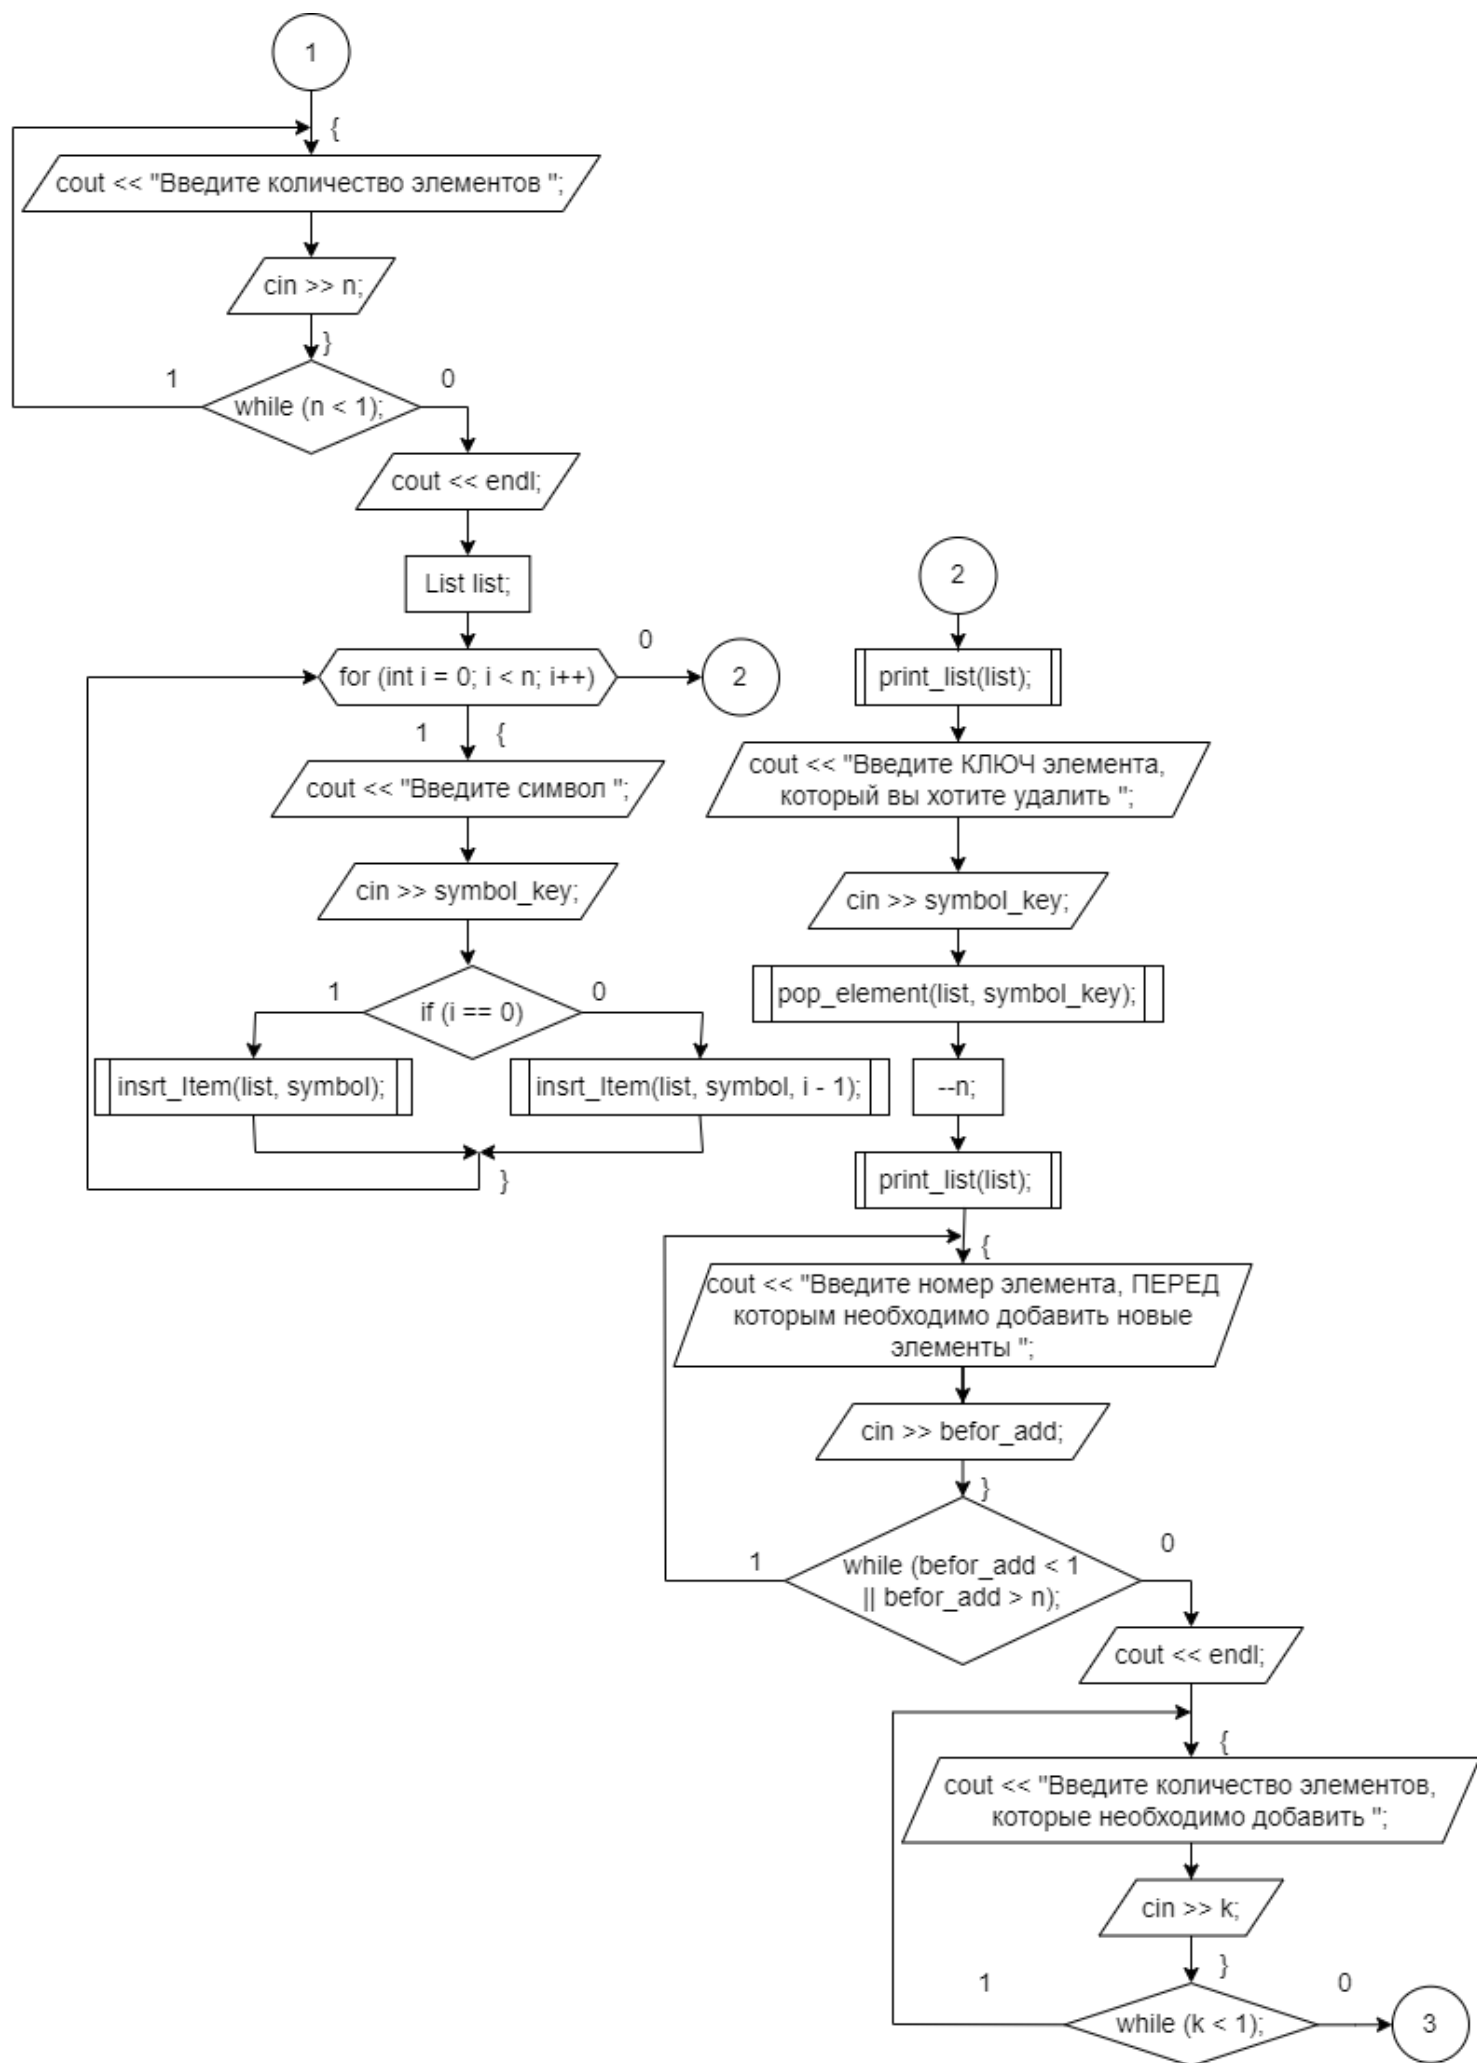 1
{
cout << "Введите количество элементов ";
cin >> n;
}
1
0
while (n < 1);
cout << endl;
List list;
for (int i = 0; i < n; i++)
0
2
1
{
cout << "Введите символ ";
cin >> symbol_key;
1
0
if (i == 0)
insrt_Item(list, symbol);
insrt_Item(list, symbol, i - 1);
}
2
print_list(list);
cout << "Введите КЛЮЧ элемента,
который вы хотите удалить ";
cin >> symbol_key;
pop_element(list, symbol_key);
--n;
print_list(list);
{
cout << "Введите номер элемента, ПЕРЕД
которым необходимо добавить новые
элементы ";
cin >> befor_add;
}
1
0
while (befor_add < 1
|| befor_add > n);
cout << endl;
{
cout << "Введите количество элементов,
которые необходимо добавить ";
cin >> k;
}
1
0
while (k < 1);
3